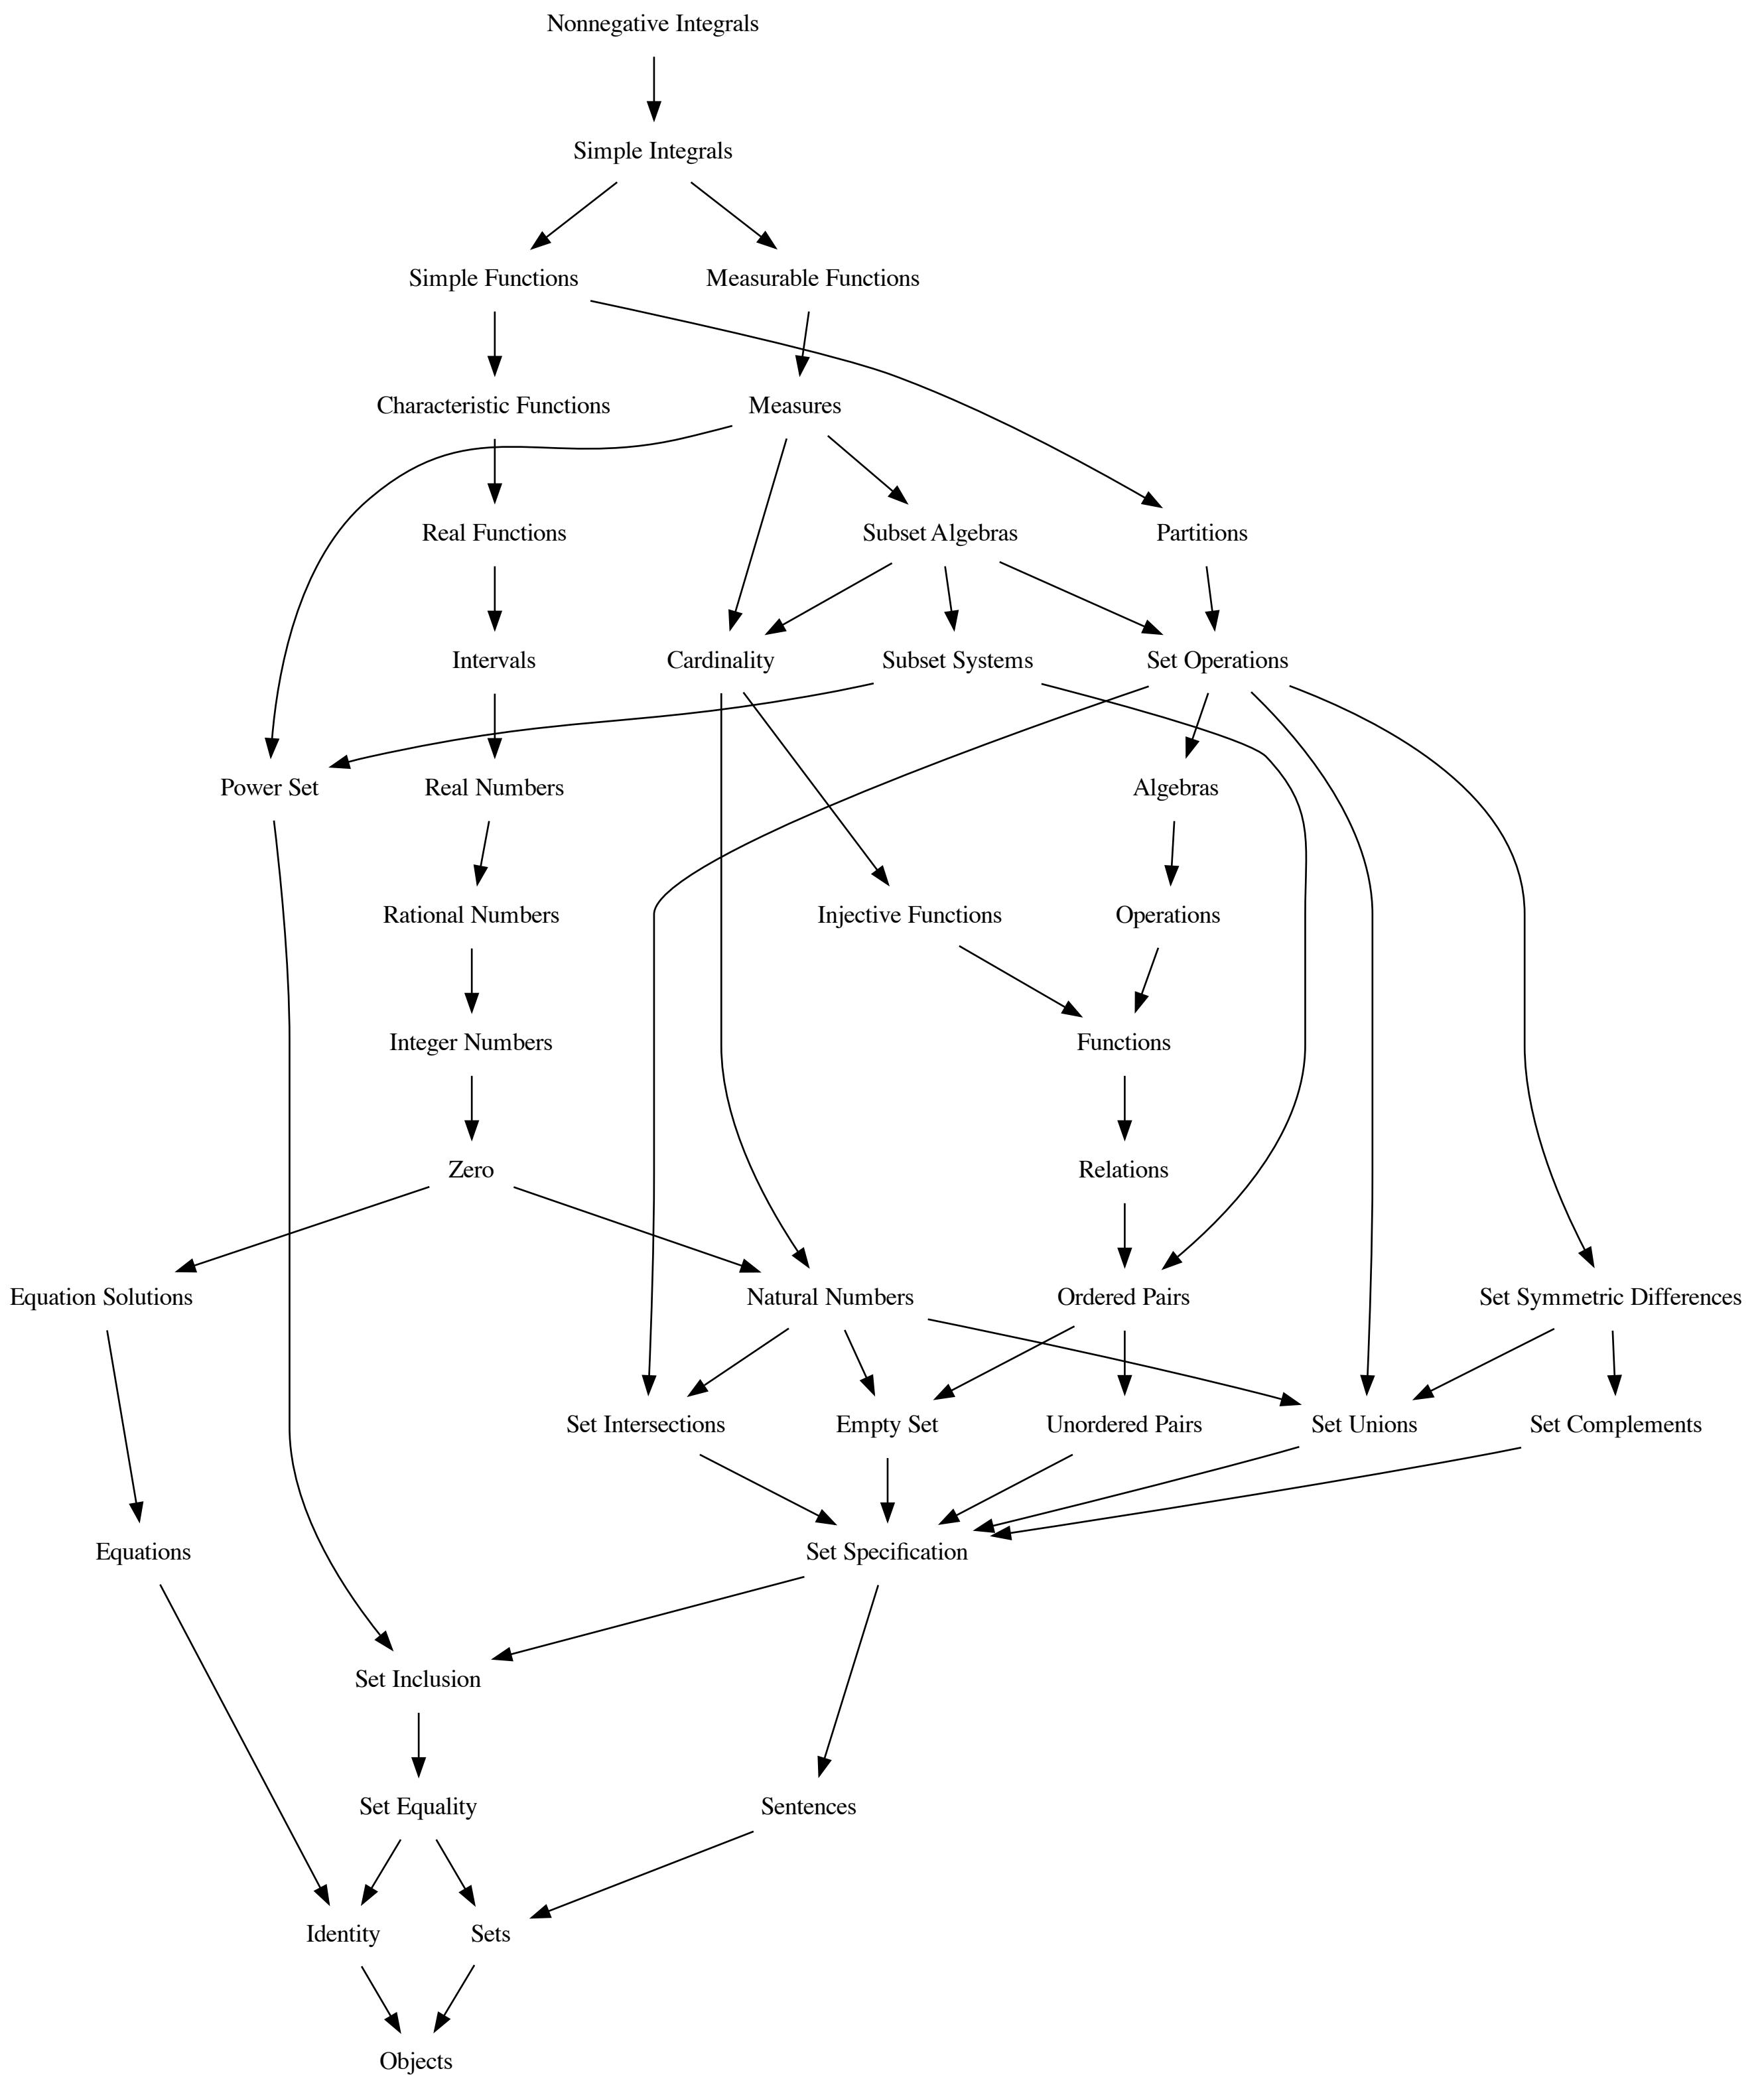 Nonnegative Integrals
Simple Integrals
Simple Functions
Measurable Functions
Characteristic Functions
Measures
Real Functions
Subset Algebras
Partitions
Intervals
Cardinality
Subset Systems
Set Operations
Power Set
Real Numbers
Algebras
Rational Numbers
Injective Functions
Operations
Integer Numbers
Functions
Zero
Relations
Equation Solutions
Natural Numbers
Ordered Pairs
Set Symmetric Differences
Set Intersections
Empty Set
Unordered Pairs
Set Unions
Set Complements
Equations
Set Specification
Set Inclusion
Set Equality
Sentences
Identity
Sets
Objects